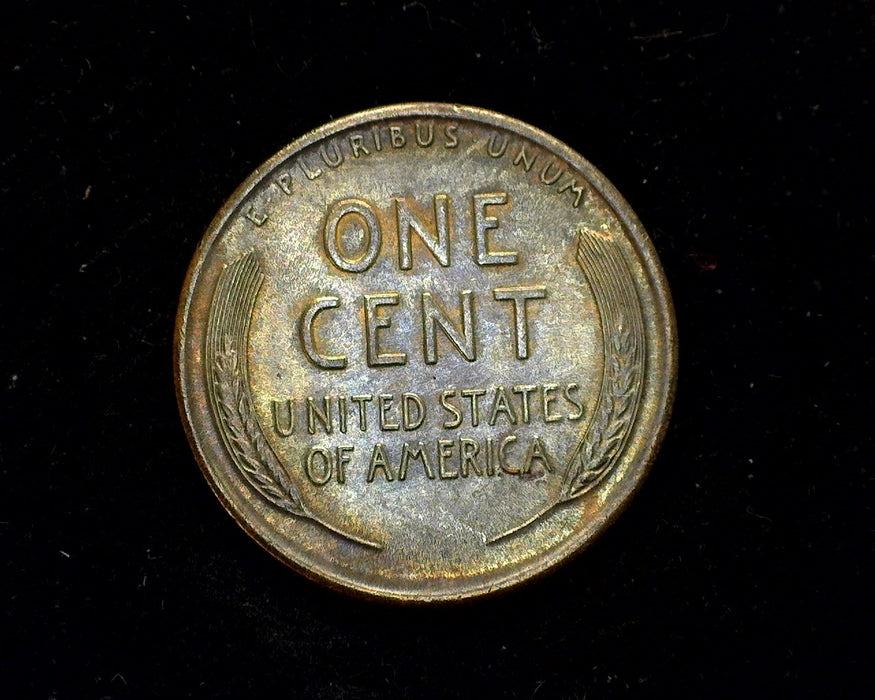 E PLURIBUS UNUM
ONE
CENT
UNITED STATES
OF AMERICA